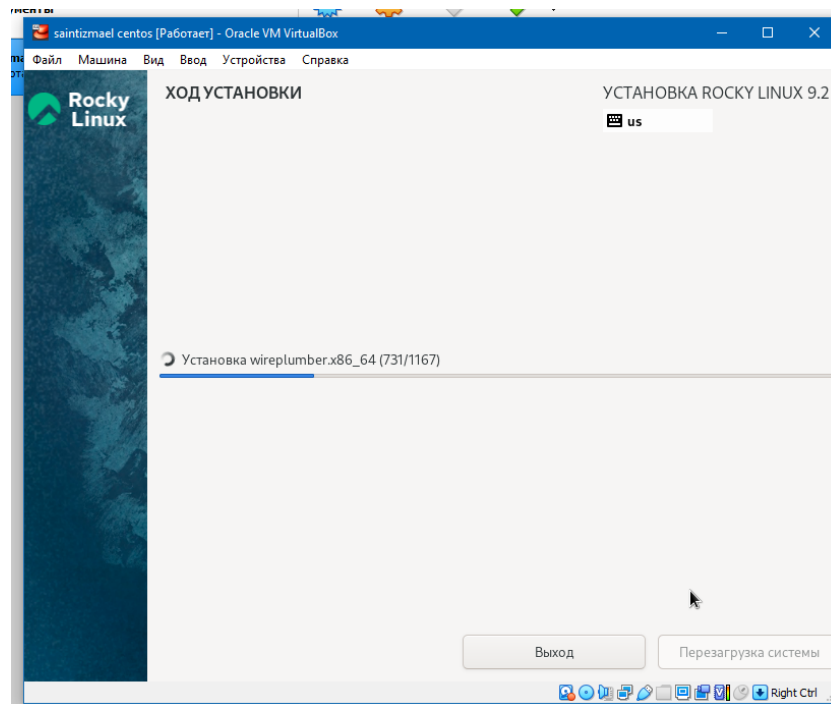 saintizmael centos [Работает] - Oracle VM VirtualBox
Файл Машина Вид Ввод Устройства Справка
Rocky
Linux
ХОД УСТАНОВКИ
УСТАНОВКА ROCKY LINUX 9.2
us
Установка wireplumber.x86_64 (731/1167)
Выход
Перезагрузка системы
Right Ctrl